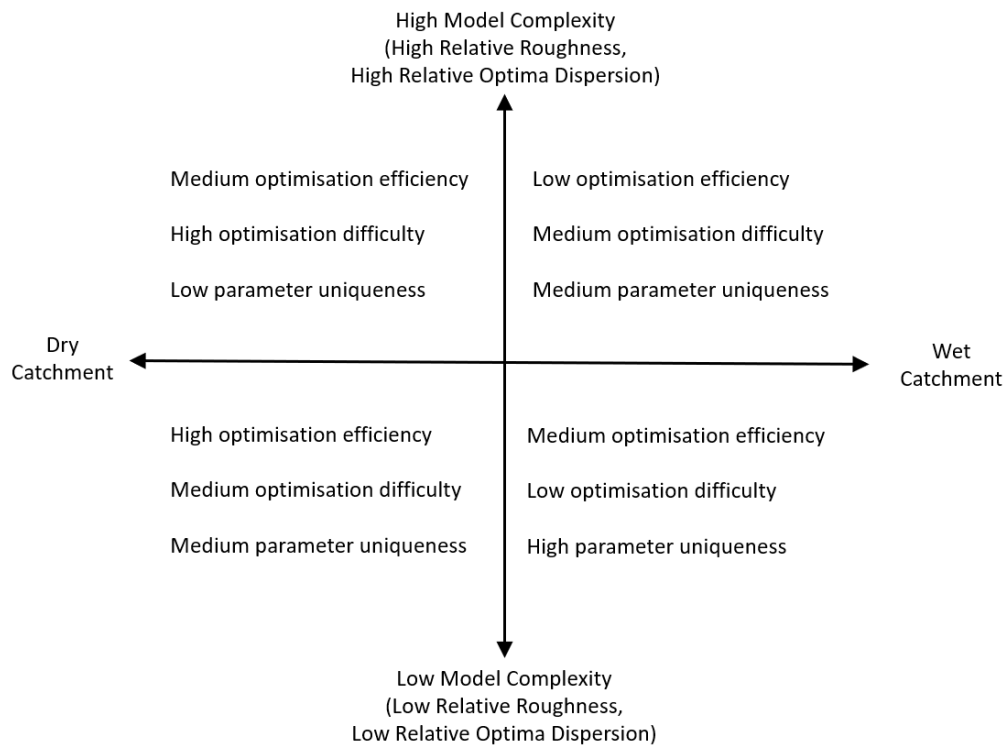 High Model Complexity
(High Relative Roughness,
High Relative Optima Dispersion)
Medium optimisation efficiency
High optimisation difficulty
Low parameter uniqueness
Low optimisation efficiency
Medium optimisation difficulty
Medium parameter uniqueness
Dry
Catchment
Wet
Catchment
High optimisation efficiency
Medium optimisation difficulty
Medium parameter uniqueness
Medium optimisation efficiency
Low optimisation difficulty
High parameter uniqueness
Low Model Complexity
(Low Relative Roughness,
Low Relative Optima Dispersion)